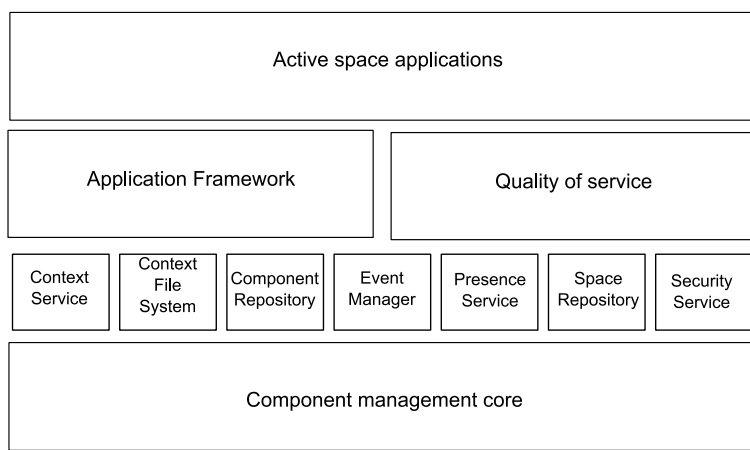 Active space applications
Application Framework
Quality of service
Context
Service
Context
File
System
Component
Repository
Event
Manager
Presence
Service
Space
Repository
Security
Service
Component management core